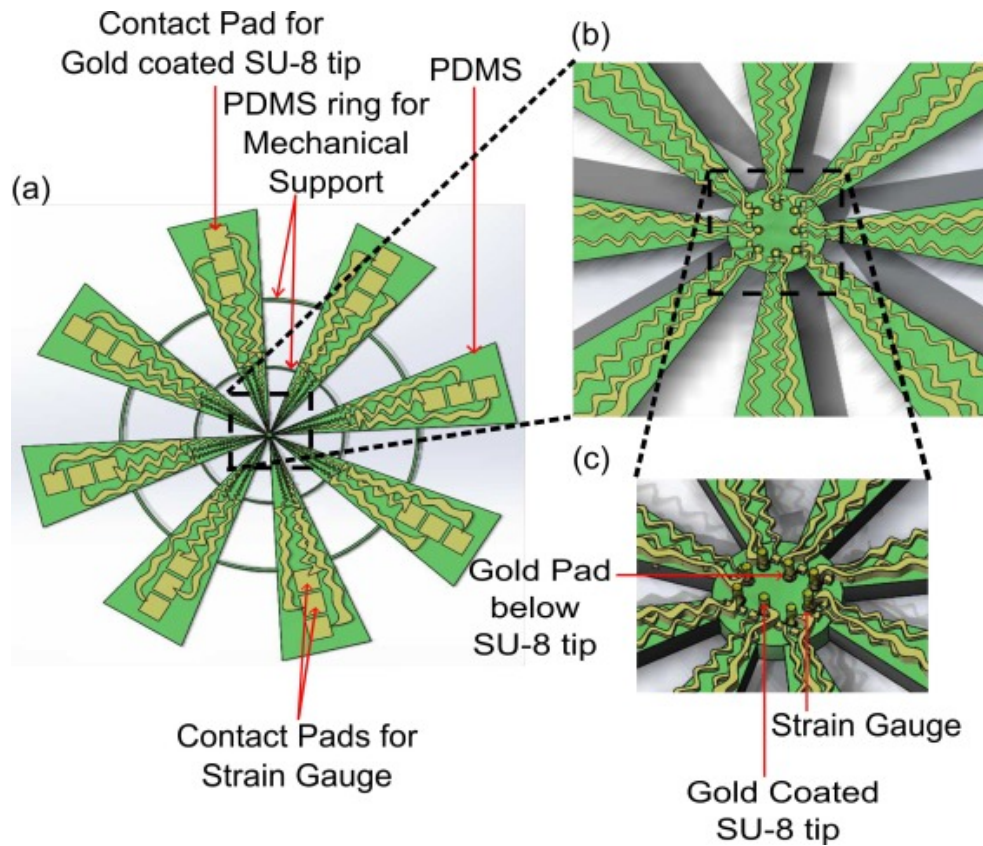 Contact Pad for
Gold coated SU-8 tip
PDMS ring for
Mechanical
Support
PDMS
(a)
(b)
(c)
Gold Pad
below
SU-8 tip
Strain Gauge
Contact Pads for
Strain Gauge
Gold Coated
SU-8 tip